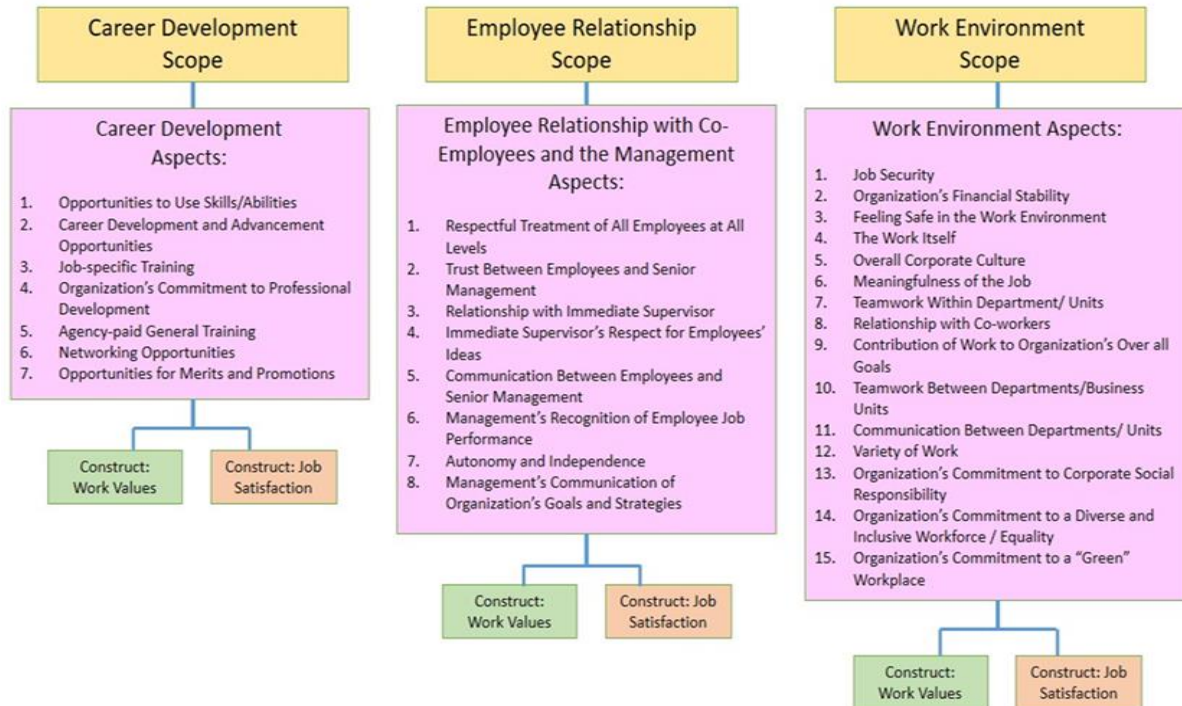 Career Development
Scope
Career Development
Aspects:
1. Opportunities to Use Skills/Abilities
2. Career Development and Advancement
Opportunities
3. Job-specific Training
4. Organization's Commitment to Professional
Development
5. Agency-paid General Training
6. Networking Opportunities
7. Opportunities for Merits and Promotions
Construct:
Work Values
Construct: Job
Satisfaction
Employee Relationship
Scope
Employee Relationship with Co-
Employees and the Management
Aspects:
1. Respectful Treatment of All Employees at All
Levels
2. Trust Between Employees and Senior
Management
3. Relationship with Immediate Supervisor
4. Immediate Supervisor's Respect for Employees'
Ideas
5. Communication Between Employees and
Senior Management
6. Management's Recognition of Employee Job
Performance
7. Autonomy and Independence
8. Management's Communication of
Organization's Goals and Strategies
Construct:
Work Values
Construct: Job
Satisfaction
Work Environment
Scope
Work Environment Aspects:
1. Job Security
2. Organization's Financial Stability
3. Feeling Safe in the Work Environment
4. The Work Itself
5. Overall Corporate Culture
6. Meaningfulness of the Job
7. Teamwork Within Department/ Units
8. Relationship with Co-workers
9. Contribution of Work to Organization's Over all
Goals
10. Teamwork Between Departments/Business
Units
11. Communication Between Departments/ Units
12. Variety of Work
13. Organization's Commitment to Corporate Social
Responsibility
14. Organization's Commitment to a Diverse and
Inclusive Workforce / Equality
15. Organization's Commitment to a "Green"
Workplace
Construct:
Work Values
Construct: Job
Satisfaction